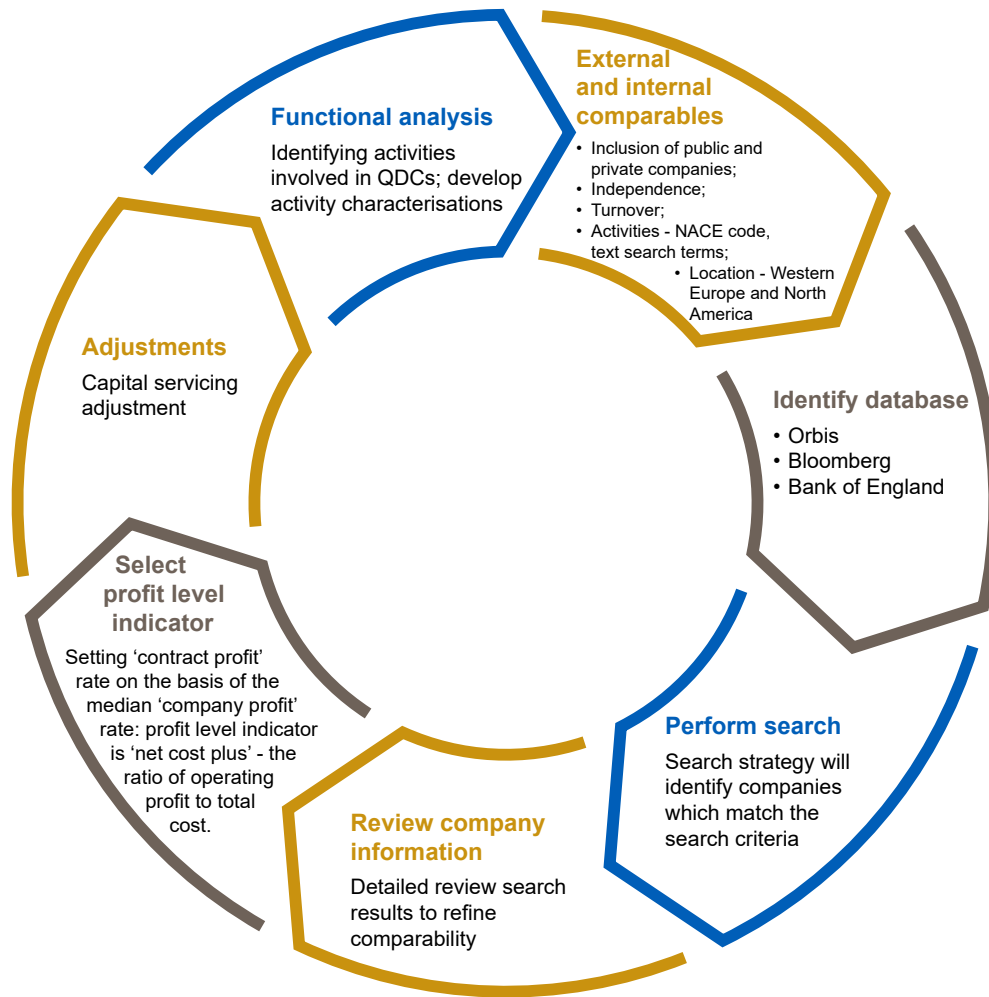 Functional analysis
Identifying activities
involved in QDCs; develop
activity characterisations
External
and internal
comparables
• Inclusion of public and
private companies;
• Independence;
• Turnover;
• Activities - NACE code,
text search terms;
• Location - Western
Europe and North
America
Identify database
• Orbis
• Bloomberg
• Bank of England
Perform search
Search strategy will
identify companies
which match the
search criteria
Review company
information
Detailed review search
results to refine
comparability
Select
profit level
indicator
Setting ‘contract profit’
rate on the basis of the
median ‘company profit’
rate: profit level indicator
is ‘net cost plus’ - the
ratio of operating
profit to total
cost.
Adjustments
Capital servicing
adjustment